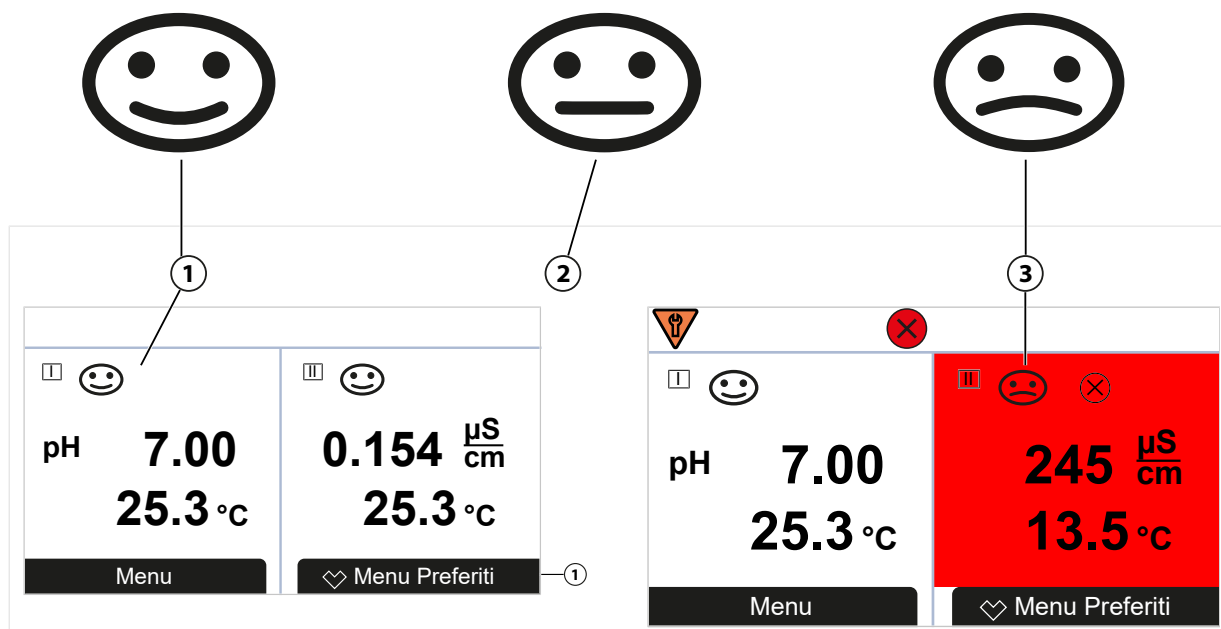 1
2
3
I
II
pH 7.00
0.154 µS/cm
25.3 °C
25.3 °C
Menu
Menu Preferiti
1
I
II
pH 7.00
245 µS/cm
25.3 °C
13.5 °C
Menu
Menu Preferiti